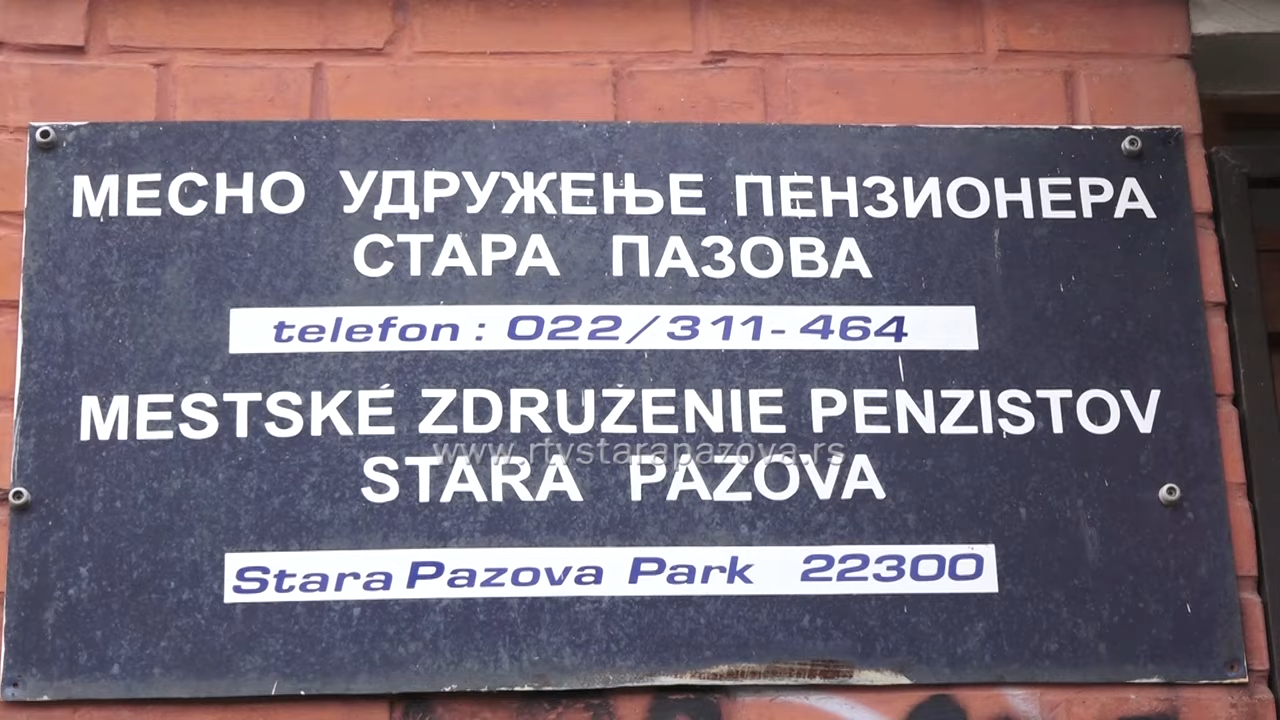 МЕСНО УДРУЖЕЊЕ ПЕНЗИОНЕРА
СТАРА ПАЗОВА
telefon : 022/311-464
MESTSKÉ ZDRUŽENIE PENZISTOV
www.rtvstarapazova.rs
STARA PAZOVA
Stara Pazova Park 22300